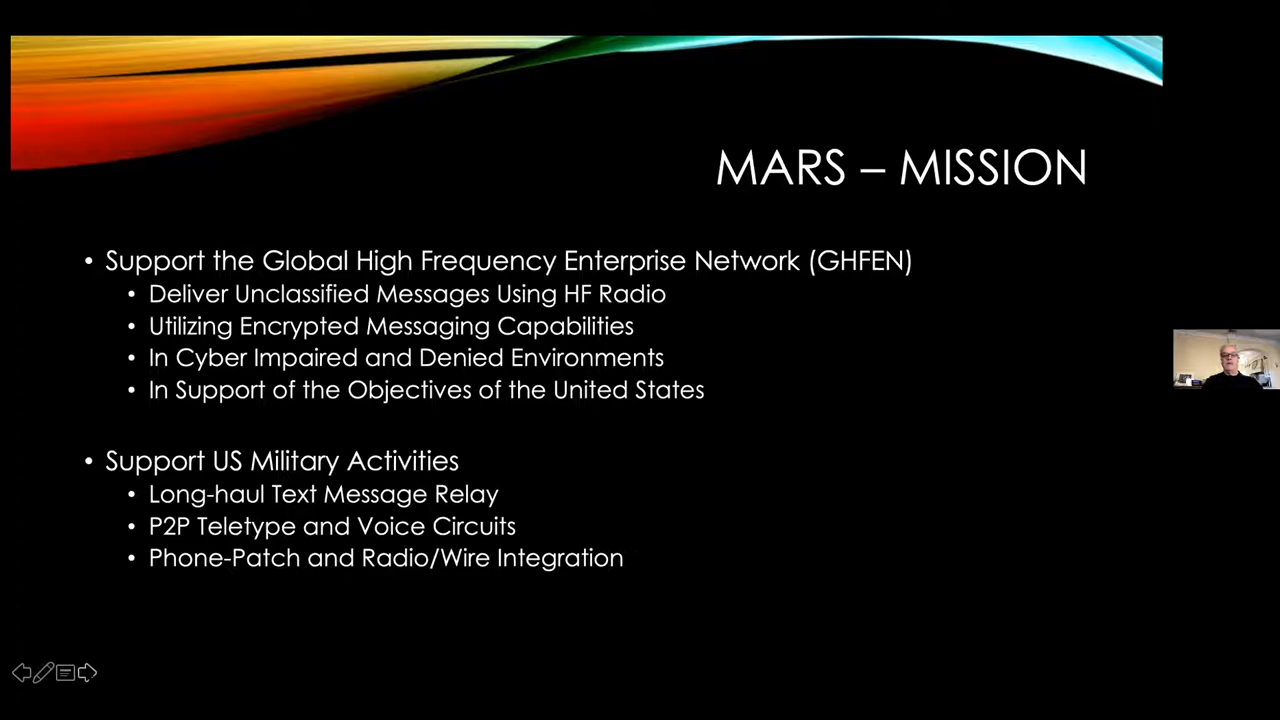 MARS – MISSION
• Support the Global High Frequency Enterprise Network (GHFEN)
• Deliver Unclassified Messages Using HF Radio
• Utilizing Encrypted Messaging Capabilities
• In Cyber Impaired and Denied Environments
• In Support of the Objectives of the United States
• Support US Military Activities
• Long-haul Text Message Relay
• P2P Teletype and Voice Circuits
• Phone-Patch and Radio/Wire Integration